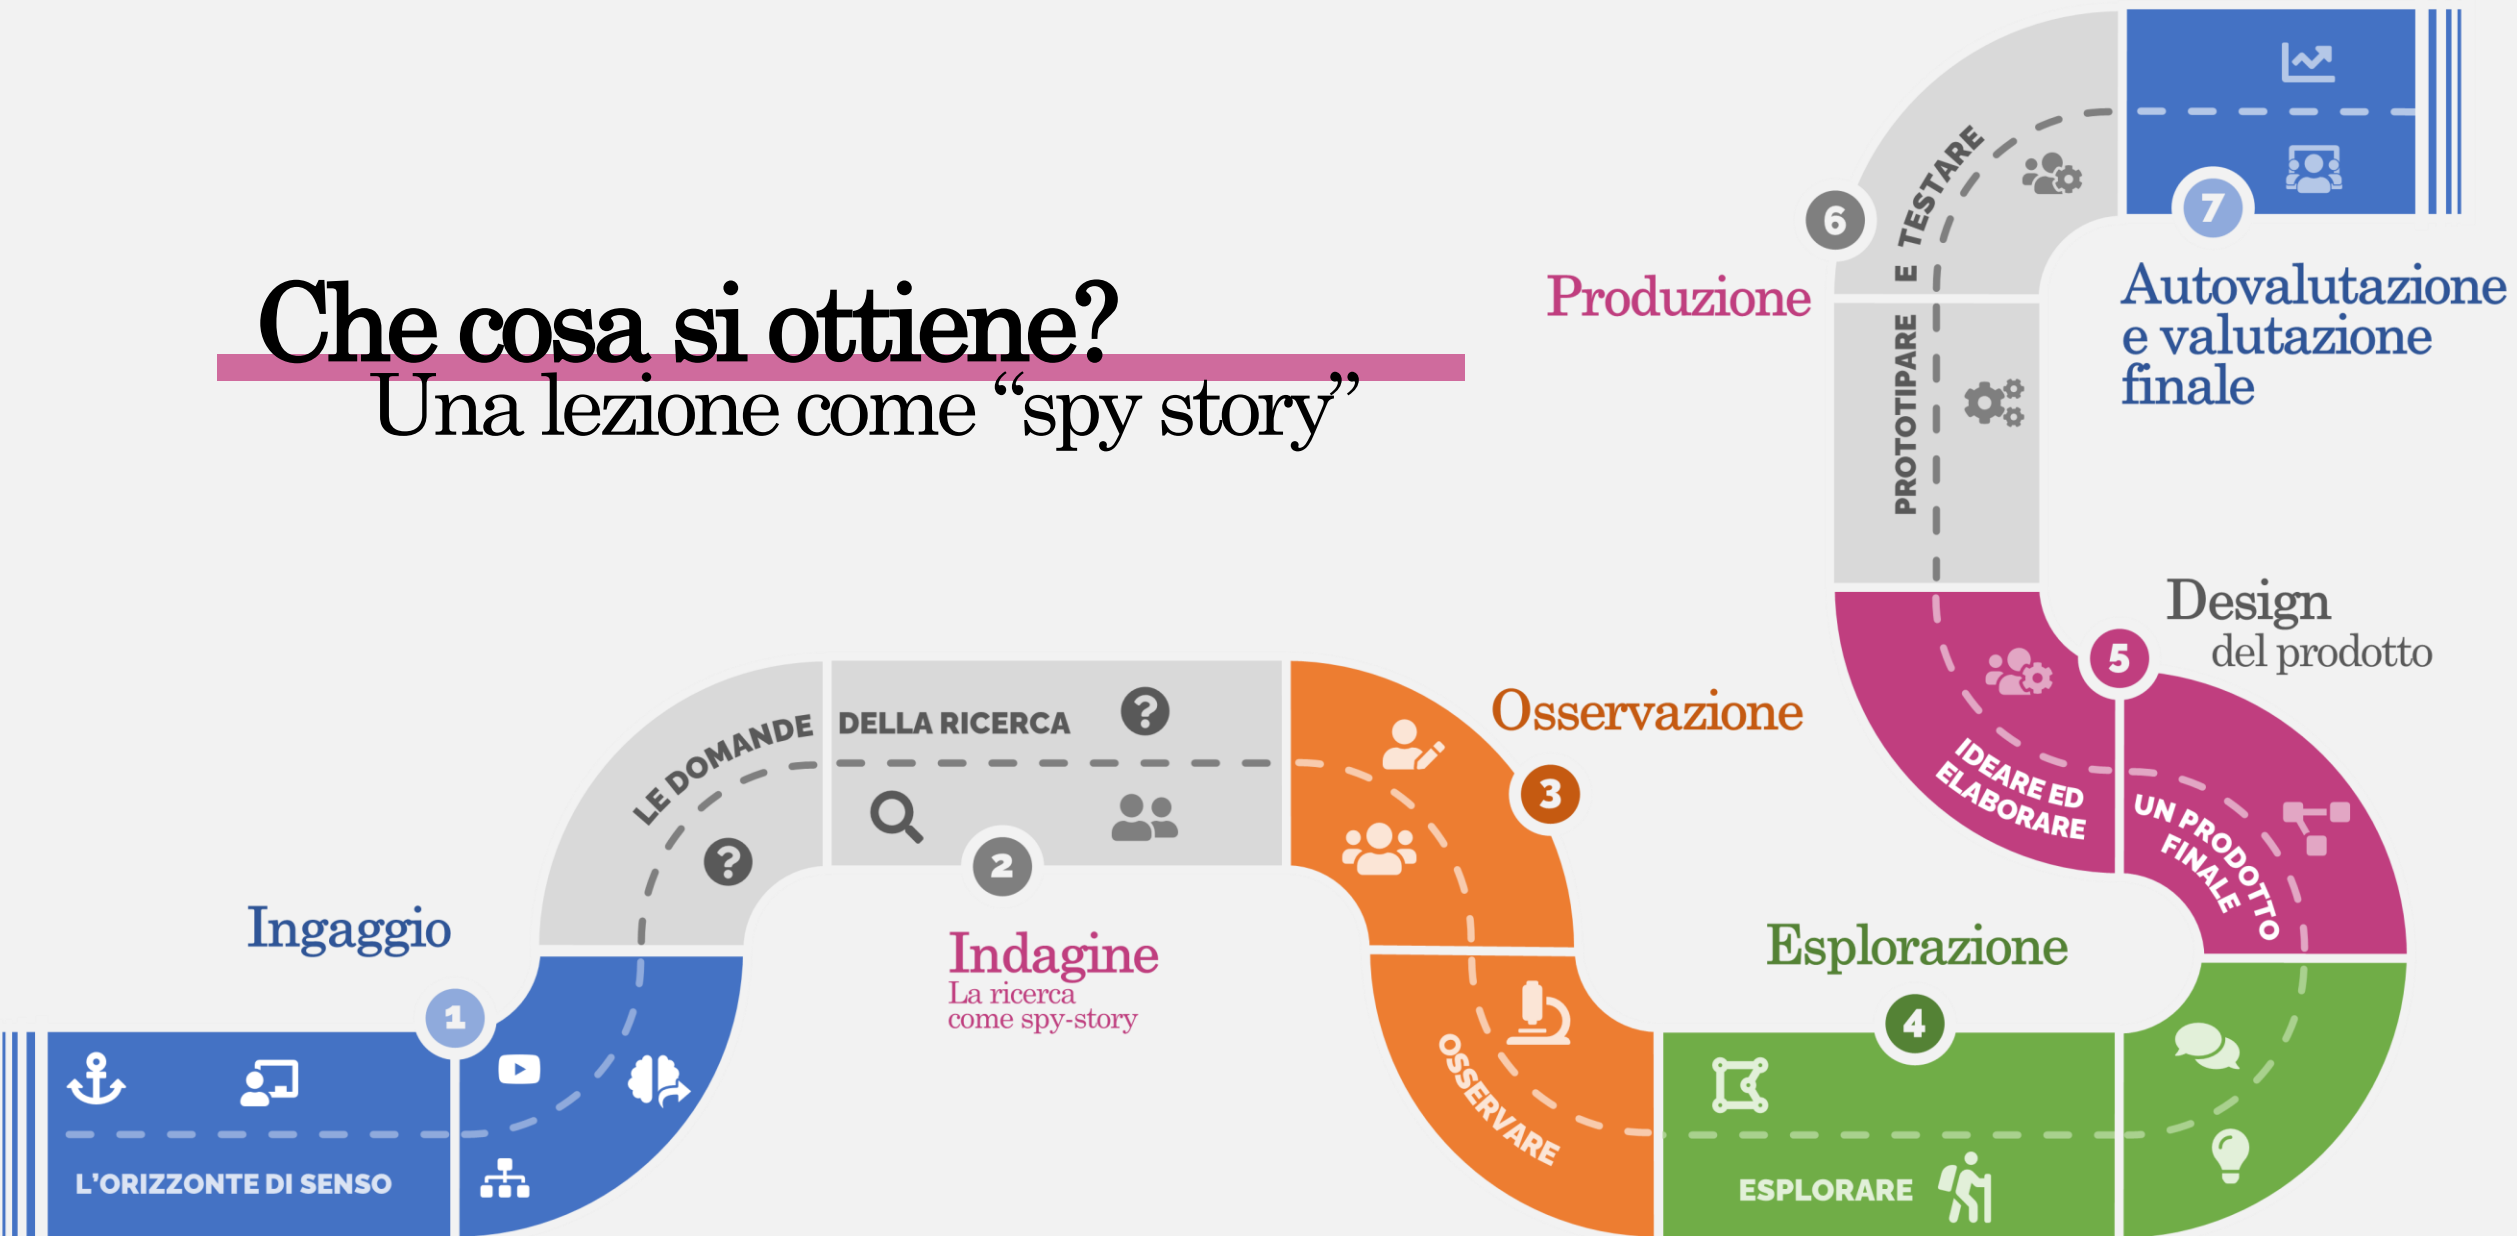 Che cosa si ottiene?
Una lezione come “spy story”
1
Ingaggio
L’ORIZZONTE DI SENSO
2
LE DOMANDE
DELLA RICERCA
Indagine
La ricerca
come spy-story
3
Osservazione
OSSERVARE
4
Esplorazione
ESPLORARE
5
Design
del prodotto
IDEARE ED
ELABORARE
UN PRODOTTO
FINALE
6
Produzione
PROTOTIPARE E TESTARE
7
Autovalutazione
e valutazione
finale